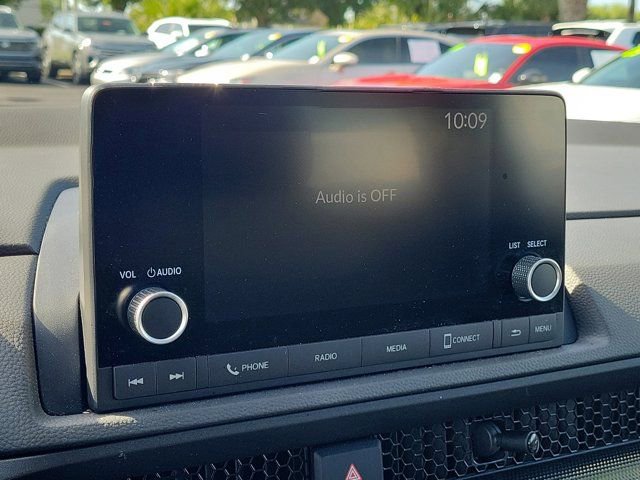 10:09
Audio is OFF
VOL AUDIO
LIST SELECT
PHONE RADIO MEDIA CONNECT MENU